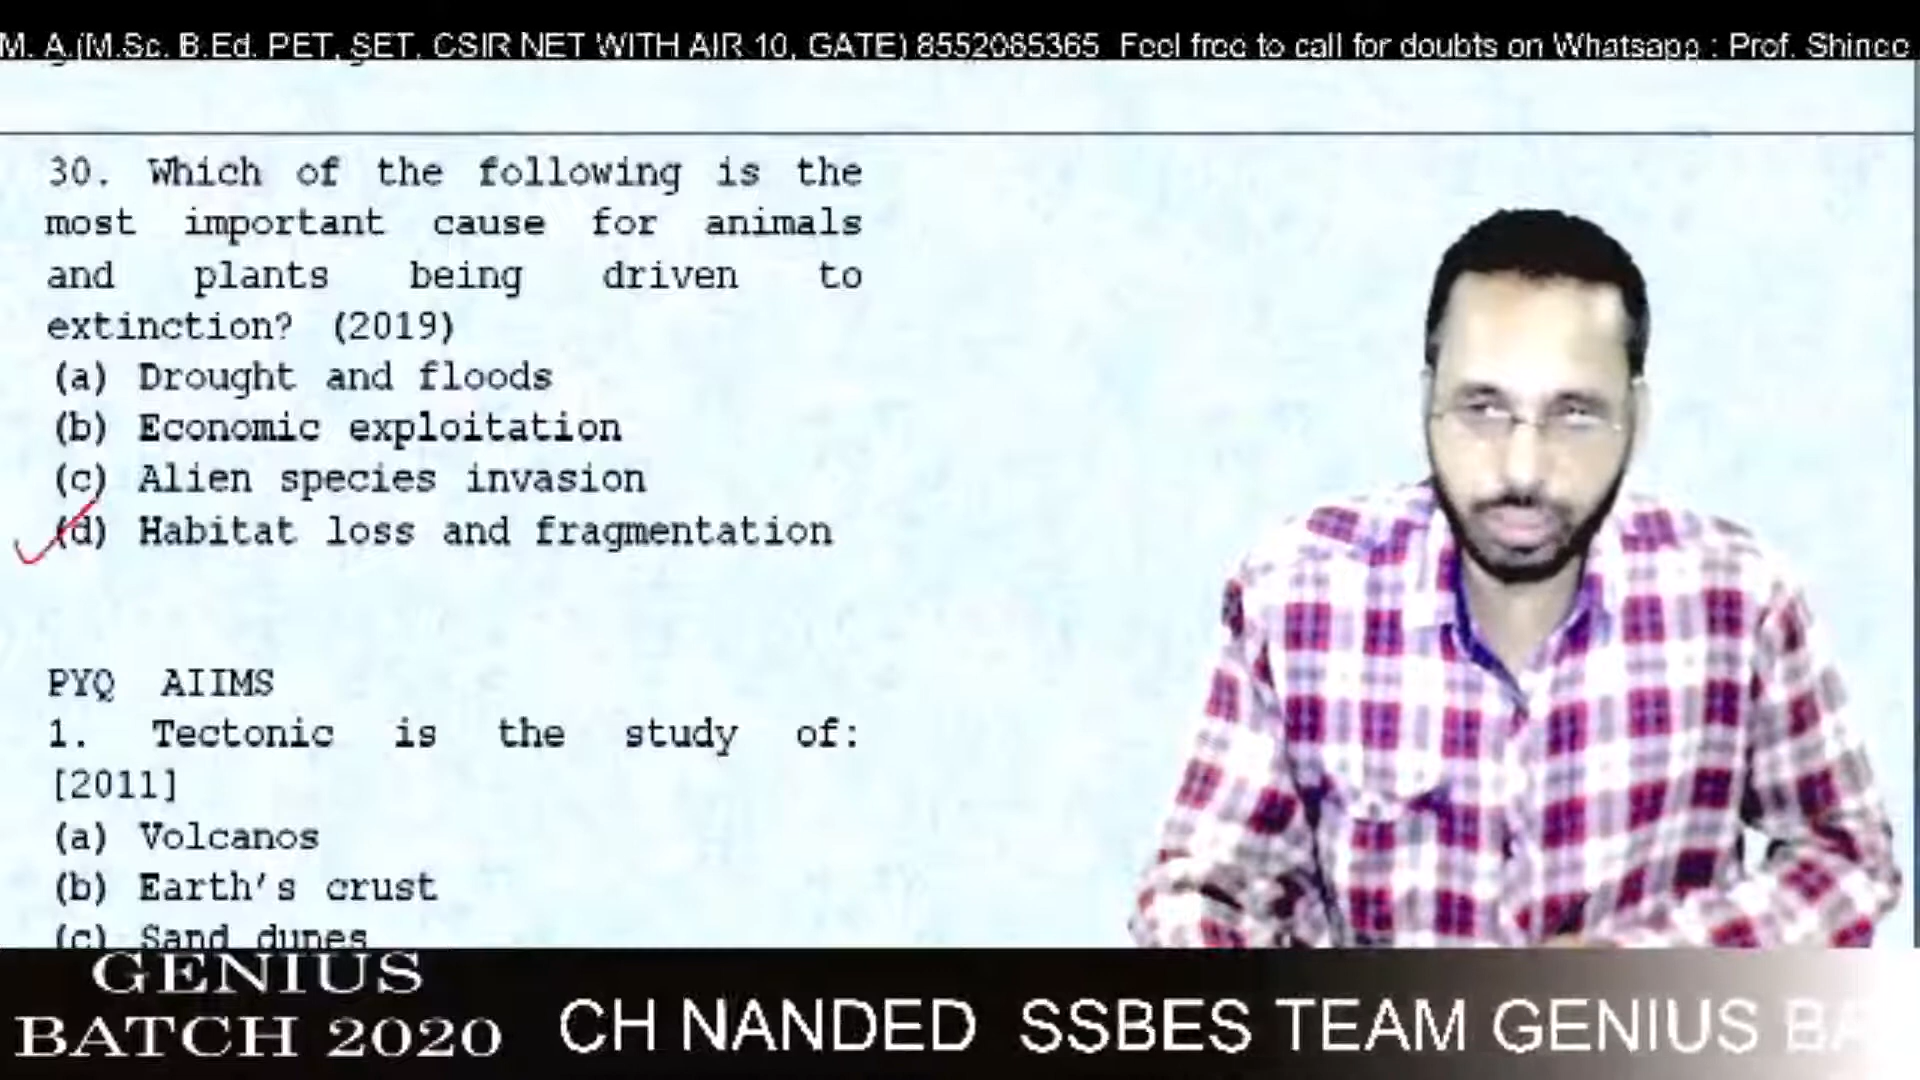 M. A.(M.Sc. B.Ed. PET, SET, CSIR NET WITH AIR 10, GATE) 8552065365 Feel free to call for doubts on Whatsapp : Prof.
30. Which of the following is the
most important cause for animals
and plants being driven to
extinction? (2019)
(a) Drought and floods
(b) Economic exploitation
(c) Alien species invasion
(d) Habitat loss and fragmentation
PYQ AIIMS
1. Tectonic is the study of:
[2011]
(a) Volcanos
(b) Earth's crust
(c) Sand dunes
GENIUS
BATCH 2020
CH NANDED SSBES TEAM GENIUS BA